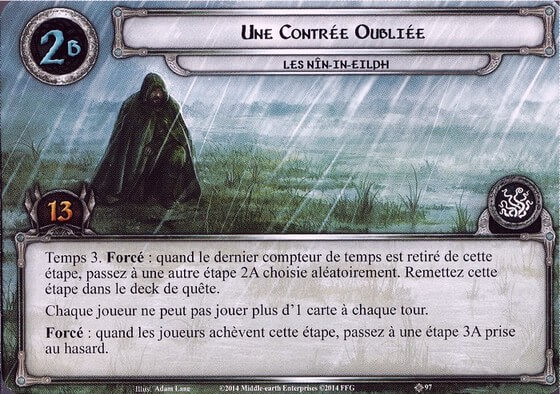 2B
UNE CONTRÉE OUBLIÉE
LES NÎN-IN-EILPH
13
Temps 3. Forcé : quand le dernier compteur de temps est retiré de cette
étape, passez à une autre étape 2A choisie aléatoirement. Remettez cette
étape dans le deck de quête.
Chaque joueur ne peut pas jouer plus d'1 carte à chaque tour.
Forcé : quand les joueurs achèvent cette étape, passez à une étape 3A prise
au hasard.
Illus. Adam Lane ©2014 Middle-earth Enterprises ©2014 FFG 97